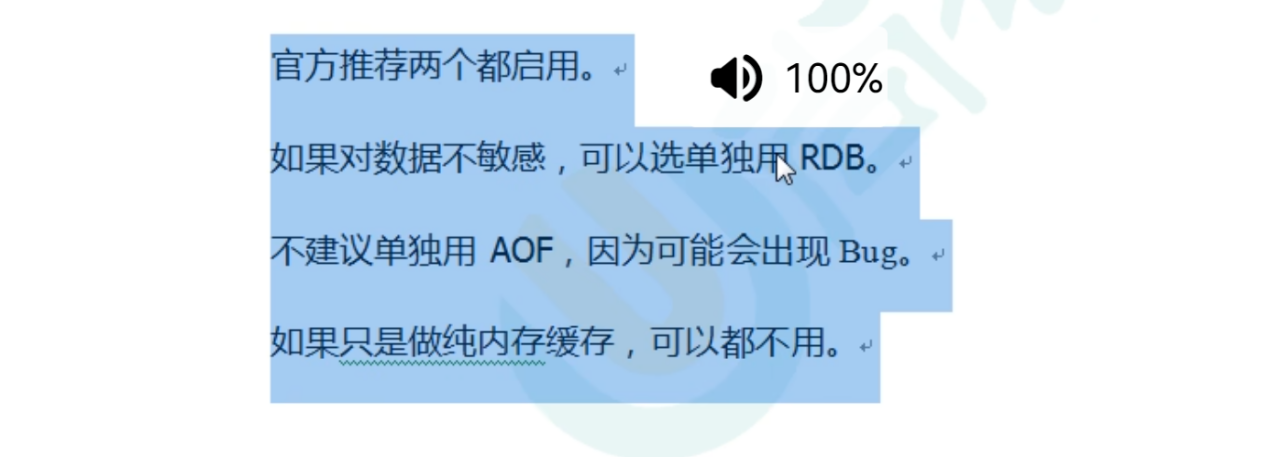 官方推荐两个都启用。
100%
如果对数据不敏感，可以选单独用 RDB。
不建议单独用 AOF，因为可能会出现 Bug。
如果只是做纯内存缓存，可以都不用。